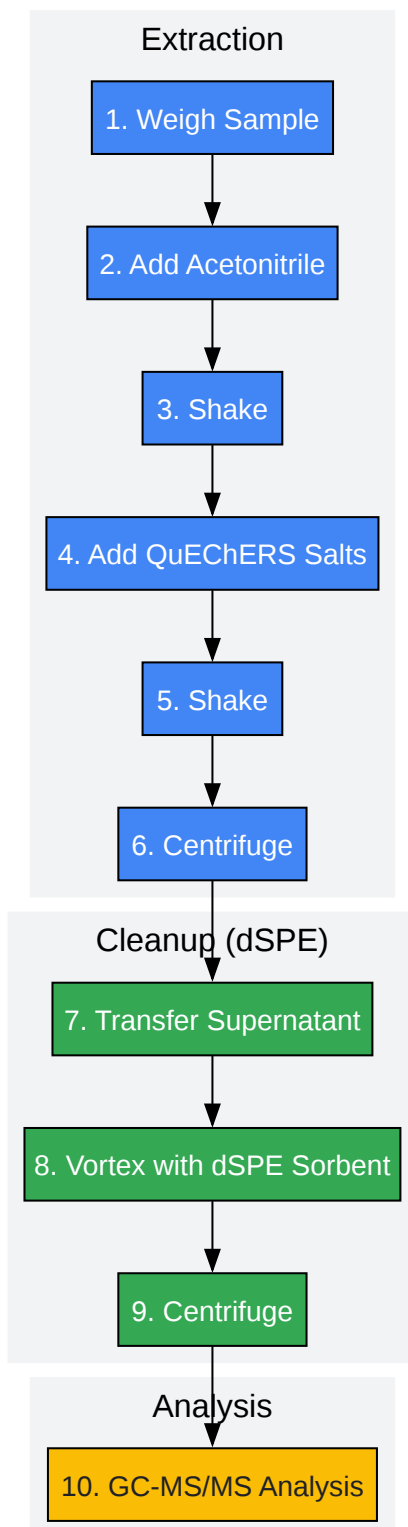 Extraction
1. Weigh Sample
2. Add Acetonitrile
3. Shake
4. Add QuEChERS Salts
5. Shake
6. Centrifuge
Cleanup (dSPE)
7. Transfer Supernatant
8. Vortex with dSPE Sorbent
9. Centrifuge
Analysis
10. GC-MS/MS Analysis